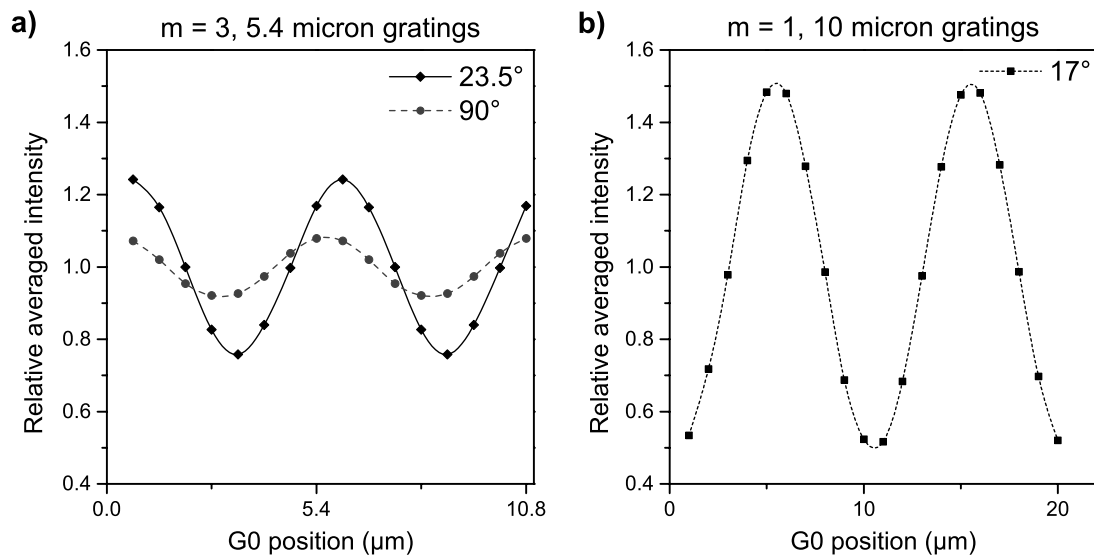 a)
m = 3, 5.4 micron gratings
23.5°
90°
Relative averaged intensity
1.6
1.4
1.2
1.0
0.8
0.6
0.4
0.0
5.4
10.8
G0 position (μm)
b)
m = 1, 10 micron gratings
17°
Relative averaged intensity
1.6
1.4
1.2
1.0
0.8
0.6
0.4
0
10
20
G0 position (μm)